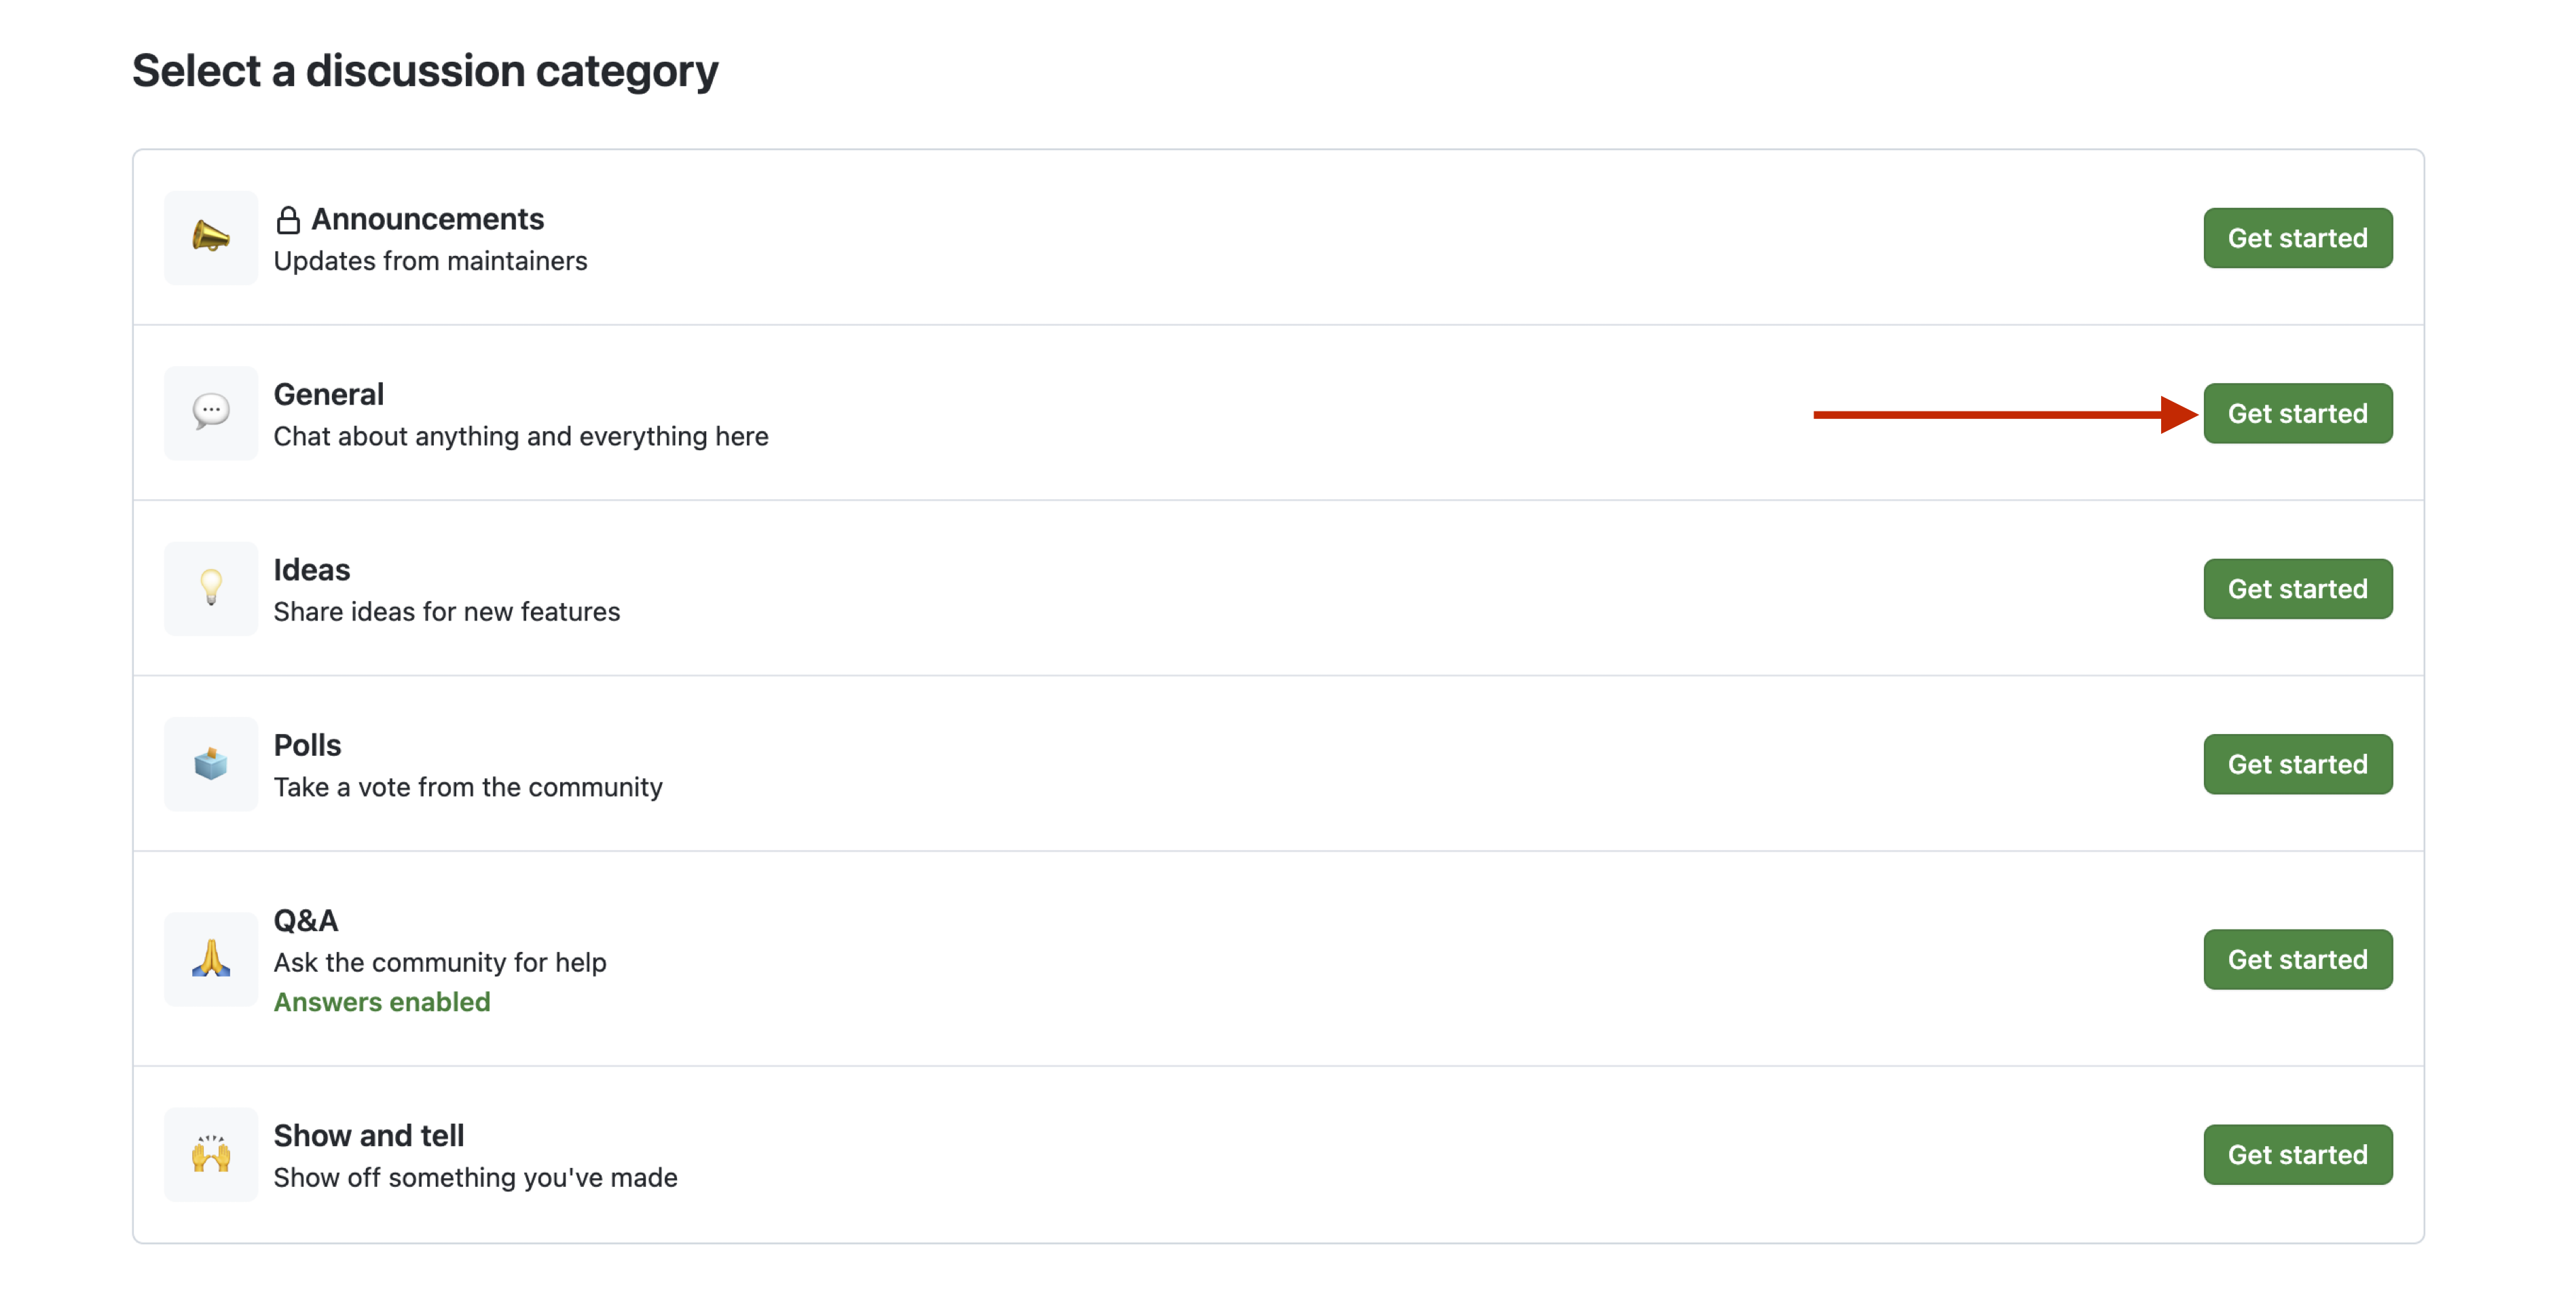 Select a discussion category
Announcements
Updates from maintainers
Get started
General
Chat about anything and everything here
Get started
Ideas
Share ideas for new features
Get started
Polls
Take a vote from the community
Get started
Q&A
Ask the community for help
Answers enabled
Get started
Show and tell
Show off something you've made
Get started